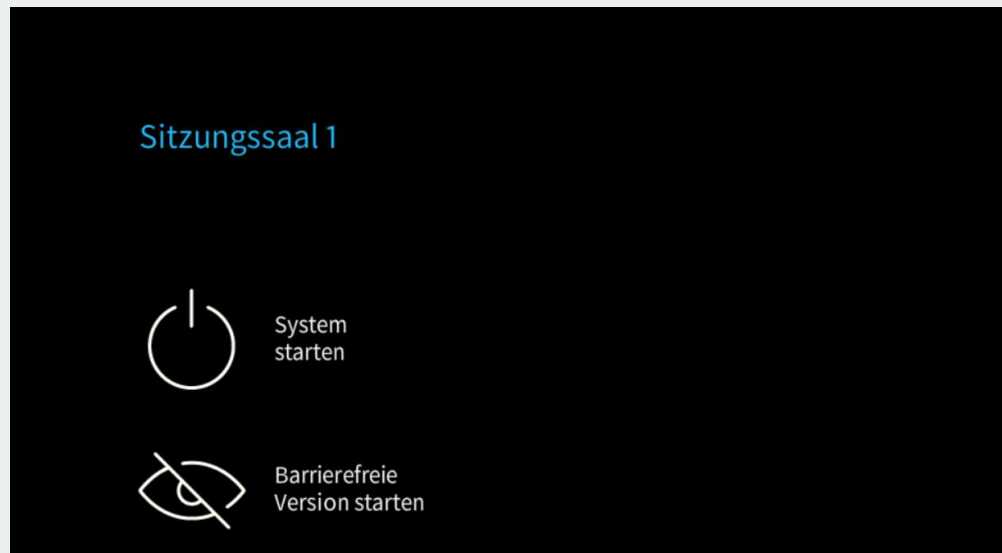 Sitzungssaal 1
System
starten
Barrierefreie
Version starten